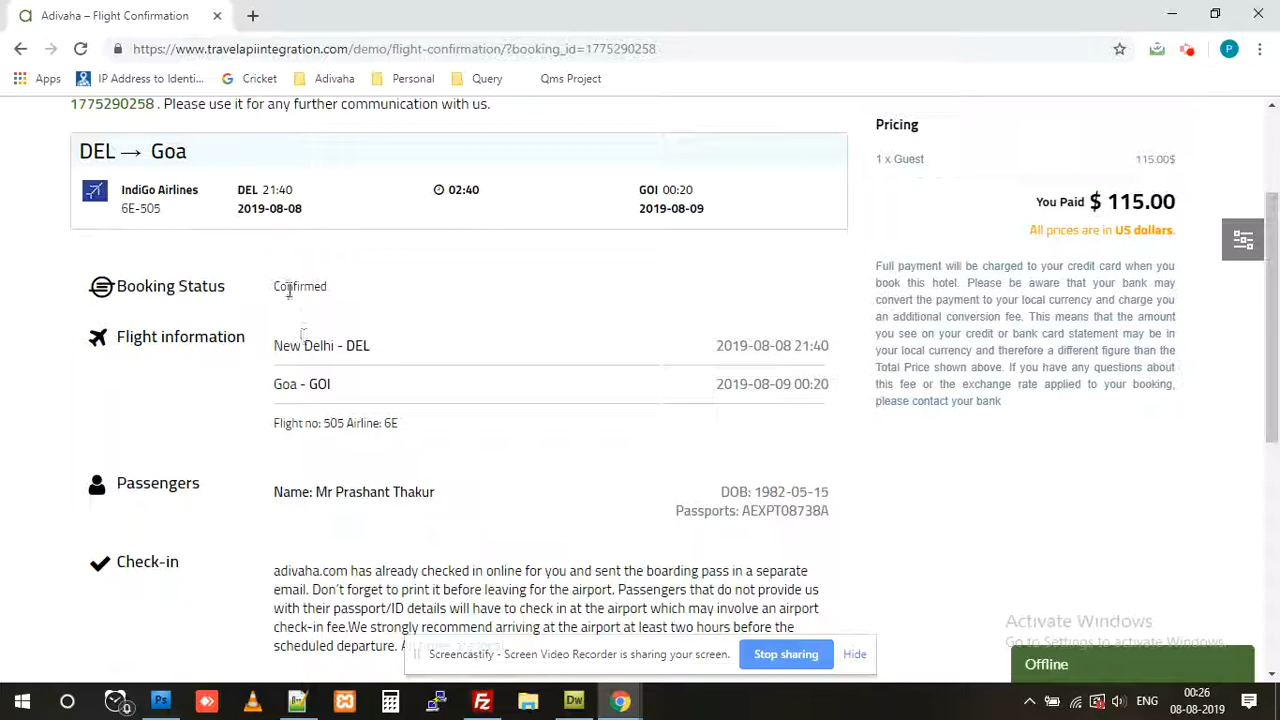 Adivaha – Flight Confirmation
https://www.travelapiintegration.com/demo/flight-confirmation/?booking_id=1775290258
P
Apps
IP Address to Identi...
Cricket
Adivaha
Personal
Query
Qms Project
1775290258 . Please use it for any further communication with us.
DEL → Goa
IndiGo Airlines
6E-505
DEL 21:40
2019-08-08
02:40
GOI 00:20
2019-08-09
Booking Status
Confirmed
Flight information
New Delhi - DEL
2019-08-08 21:40
Goa - GOI
2019-08-09 00:20
Flight no: 505 Airline: 6E
Passengers
Name: Mr Prashant Thakur
DOB: 1982-05-15
Passports: AEXPT08738A
Check-in
adivaha.com has already checked in online for you and sent the boarding pass in a separate
email. Don't forget to print it before leaving for the airport. Passengers that do not provide us
with their passport/ID details will have to check in at the airport which may involve an airport
check-in fee.We strongly recommend arriving at the airport at least two hours before the
scheduled departure.
Pricing
1 x Guest
115.00$
You Paid $ 115.00
All prices are in US dollars.
Full payment will be charged to your credit card when you
book this hotel. Please be aware that your bank may
convert the payment to your local currency and charge you
an additional conversion fee. This means that the amount
you see on your credit or bank card statement may be in
your local currency and therefore a different figure than the
Total Price shown above. If you have any questions about
this fee or the exchange rate applied to your booking,
please contact your bank
Activate Windows
Go to Settings to activate Windows.
Offline
Screencastify - Screen Video Recorder is sharing your screen.
Stop sharing
Hide
Ps
Dw
ENG
00:26
08-08-2019